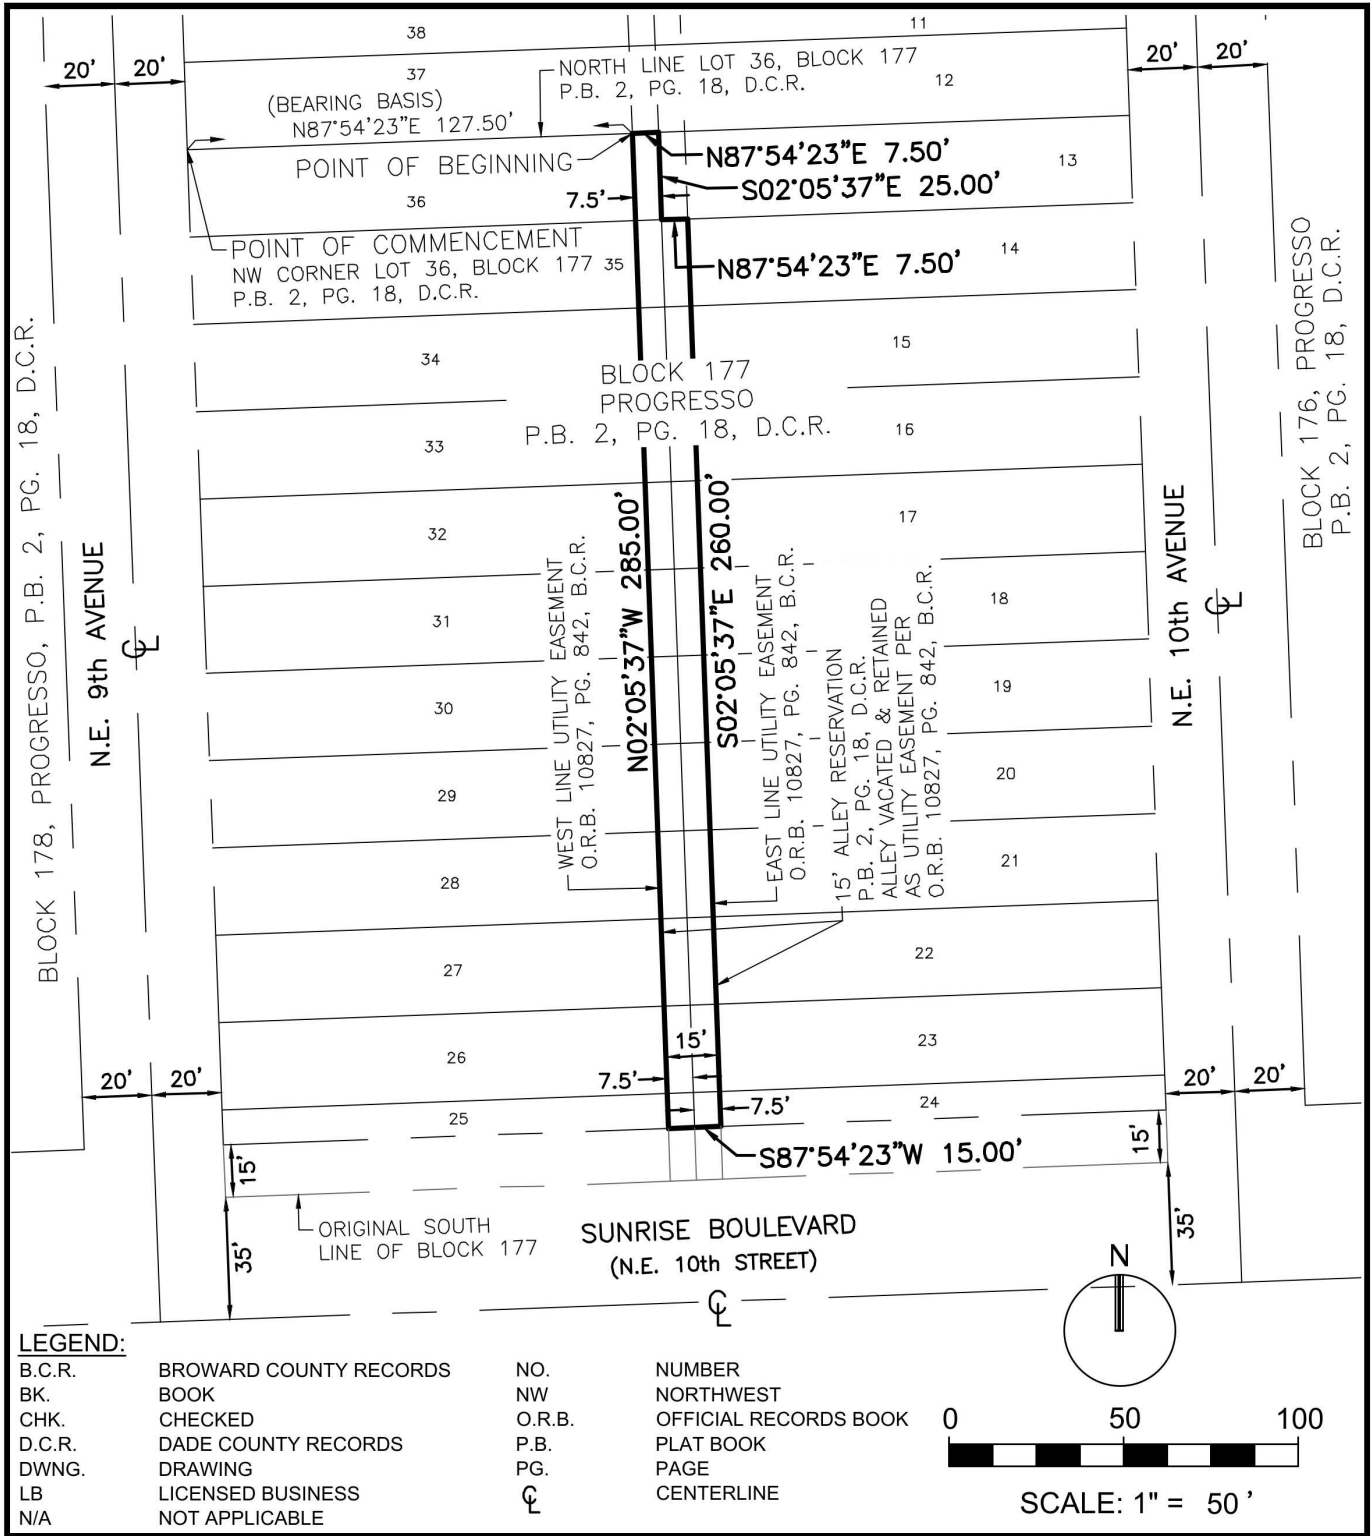 38
11
20'
20'
20'
20'
37
NORTH LINE LOT 36, BLOCK 177
P.B. 2, PG. 18, D.C.R.
12
(BEARING BASIS)
N87°54'23"E 127.50'
POINT OF BEGINNING
N87°54'23"E 7.50'
13
S02°05'37"E 25.00'
36
7.5'
POINT OF COMMENCEMENT
NW CORNER LOT 36, BLOCK 177
P.B. 2, PG. 18, D.C.R.
35
N87°54'23"E 7.50'
14
34
15
BLOCK 177
PROGRESSO
P.B. 2, PG. 18, D.C.R.
33
16
32
17
31
18
30
19
29
20
28
21
27
22
26
23
25
24
BLOCK 178, PROGRESSO, P.B. 2, PG. 18, D.C.R.
N.E. 9th AVENUE
℄
WEST LINE UTILITY EASEMENT
O.R.B. 10827, PG. 842, B.C.R.
N02°05'37"W 285.00'
S02°05'37"E 260.00'
EAST LINE UTILITY EASEMENT
O.R.B. 10827, PG. 842, B.C.R.
15' ALLEY RESERVATION
P.B. 2, PG. 18, D.C.R.
ALLEY VACATED & RETAINED
AS UTILITY EASEMENT PER
O.R.B. 10827, PG. 842, B.C.R.
N.E. 10th AVENUE
℄
BLOCK 176, PROGRESSO
P.B. 2, PG. 18, D.C.R.
15'
20'
20'
7.5'
20'
20'
7.5'
15'
S87°54'23"W 15.00'
15'
ORIGINAL SOUTH
LINE OF BLOCK 177
SUNRISE BOULEVARD
(N.E. 10th STREET)
35'
35'
℄
N
LEGEND:
B.C.R. BROWARD COUNTY RECORDS NO. NUMBER
BK. BOOK NW NORTHWEST
CHK. CHECKED O.R.B. OFFICIAL RECORDS BOOK
D.C.R. DADE COUNTY RECORDS P.B. PLAT BOOK
DWNG. DRAWING PG. PAGE
LB LICENSED BUSINESS ℄ CENTERLINE
N/A NOT APPLICABLE
0 50 100
SCALE: 1" = 50 '